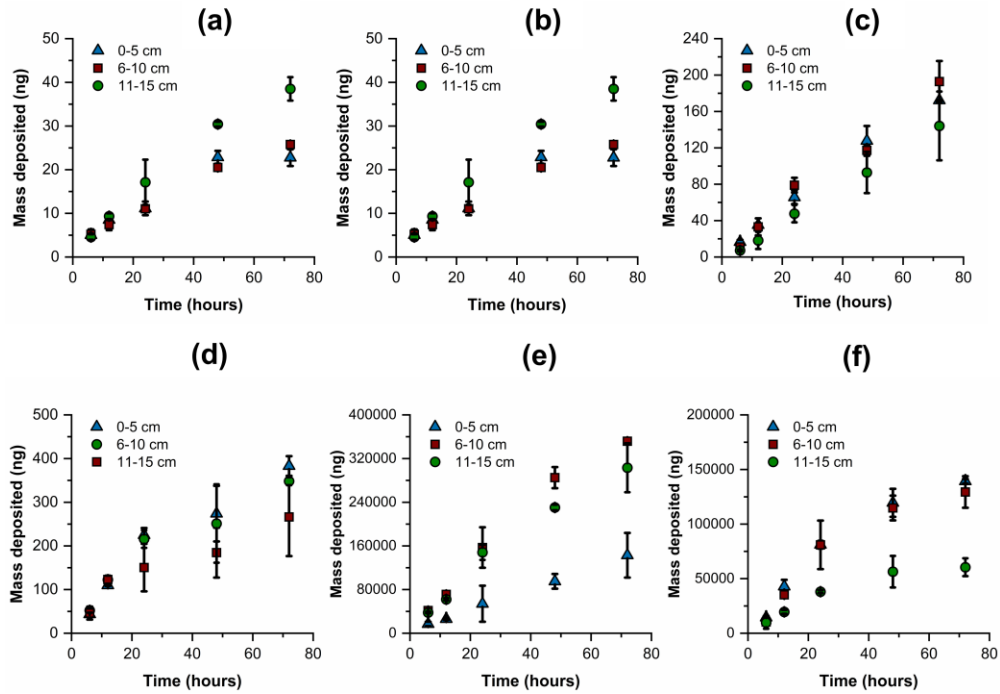 (a)
50
40
30
20
10
0
0 20 40 60 80
Mass deposited (ng)
Time (hours)
0-5 cm
6-10 cm
11-15 cm
(b)
50
40
30
20
10
0
0 20 40 60 80
Mass deposited (ng)
Time (hours)
0-5 cm
6-10 cm
11-15 cm
(c)
240
200
160
120
80
40
0
0 20 40 60 80
Mass deposited (ng)
Time (hours)
0-5 cm
6-10 cm
11-15 cm
(d)
500
400
300
200
100
0
0 20 40 60 80
Mass deposited (ng)
Time (hours)
0-5 cm
6-10 cm
11-15 cm
(e)
400000
320000
240000
160000
80000
0
0 20 40 60 80
Mass deposited (ng)
Time (hours)
0-5 cm
6-10 cm
11-15 cm
(f)
200000
150000
100000
50000
0
0 20 40 60 80
Mass deposited (ng)
Time (hours)
0-5 cm
6-10 cm
11-15 cm